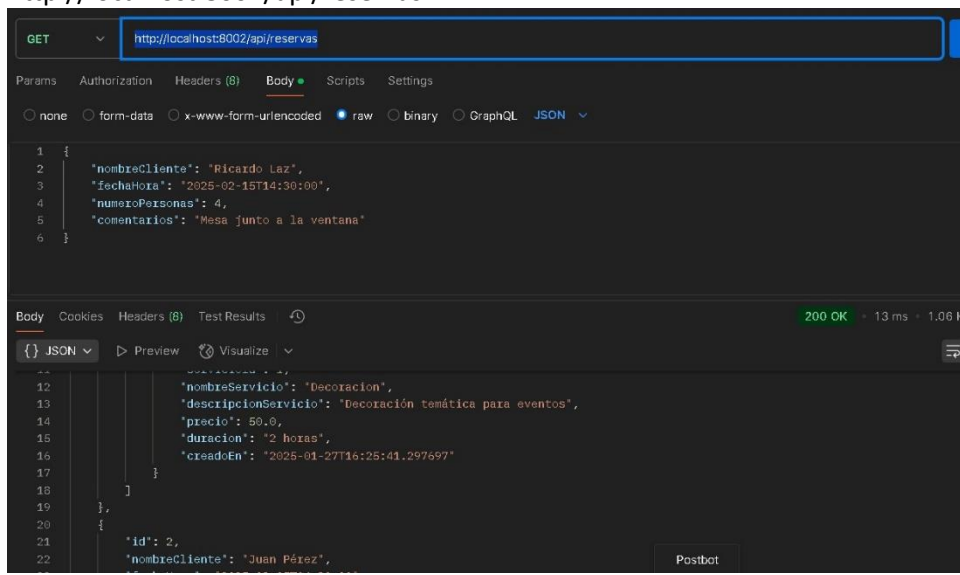 GET http://localhost:8002/api/reservas
Params Authorization Headers (8) Body Scripts Settings
none form-data x-www-form-urlencoded raw binary GraphQL JSON
1 {
2 "nombreCliente": "Ricardo Laz",
3 "fechaHora": "2025-02-15T14:30:00",
4 "numeroPersonas": 4,
5 "comentarios": "Mesa junto a la ventana"
6 }
Body Cookies Headers (8) Test Results 200 OK 13 ms 1.06 K
{} JSON Preview Visualize
12 "nombreServicio": "Decoracion",
13 "descripcionServicio": "Decoración temática para eventos",
14 "precio": 50.0,
15 "duracion": "2 horas",
16 "creadoEn": "2025-01-27T16:25:41.297697"
17 }
18 ]
19 },
20 {
21 "id": 2,
22 "nombreCliente": "Juan Pérez",
Postbot